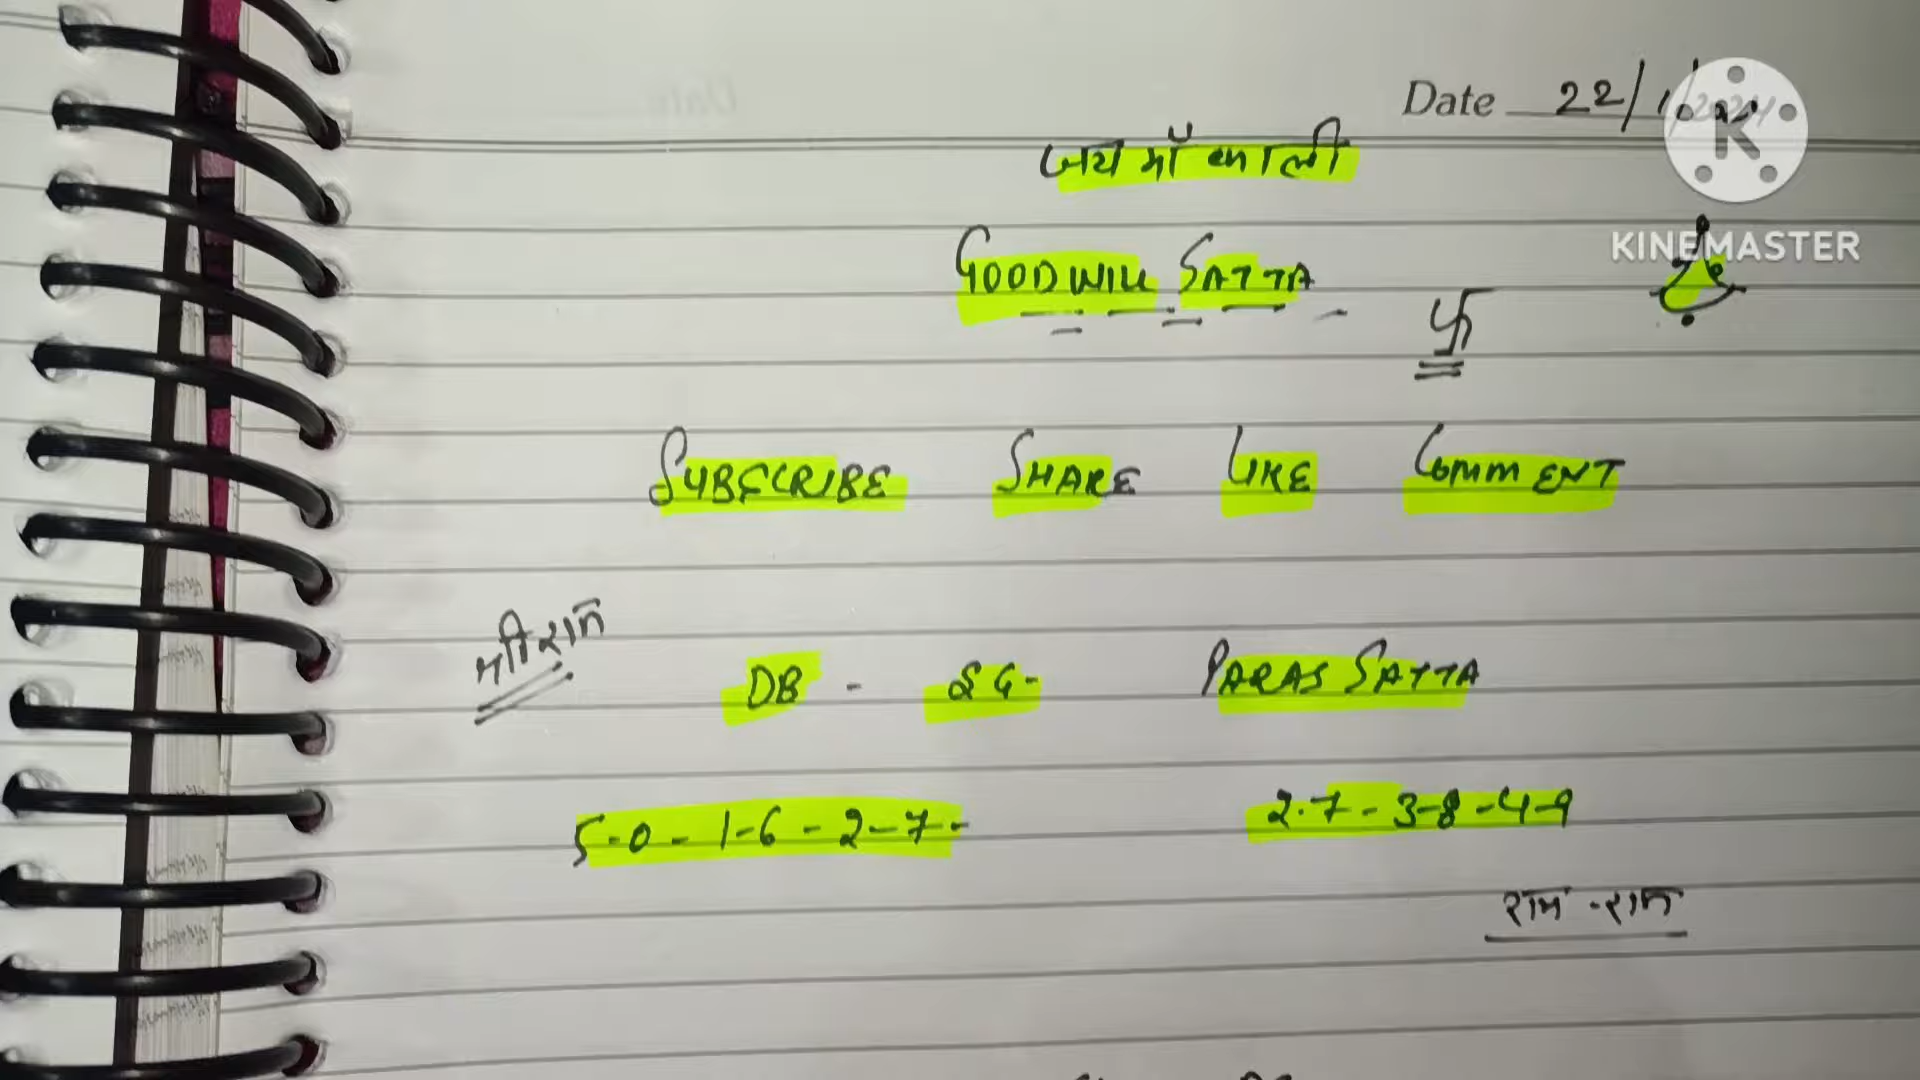 Date 22/10/2024
जय माँ काली
KINEMASTER
GOODWILL SATTA
SUBSCRIBE SHARE LIKE COMMENT
DB - SG- PARAS SATTA
5-0-1-6-2-7-
2.7-3-8-4-9
राम-राम